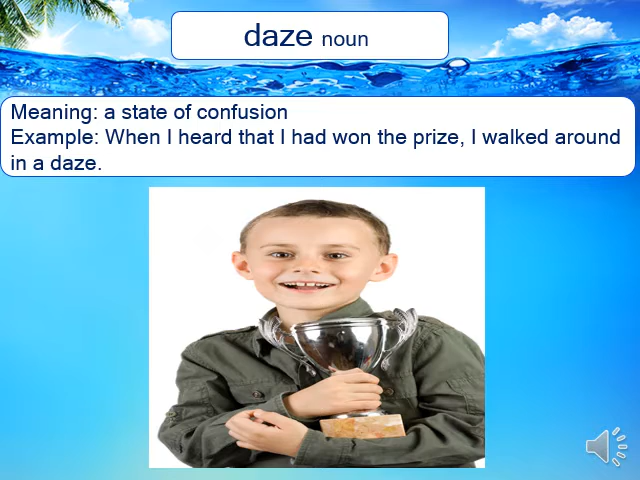 daze noun
Meaning: a state of confusion
Example: When I heard that I had won the prize, I walked around
in a daze.